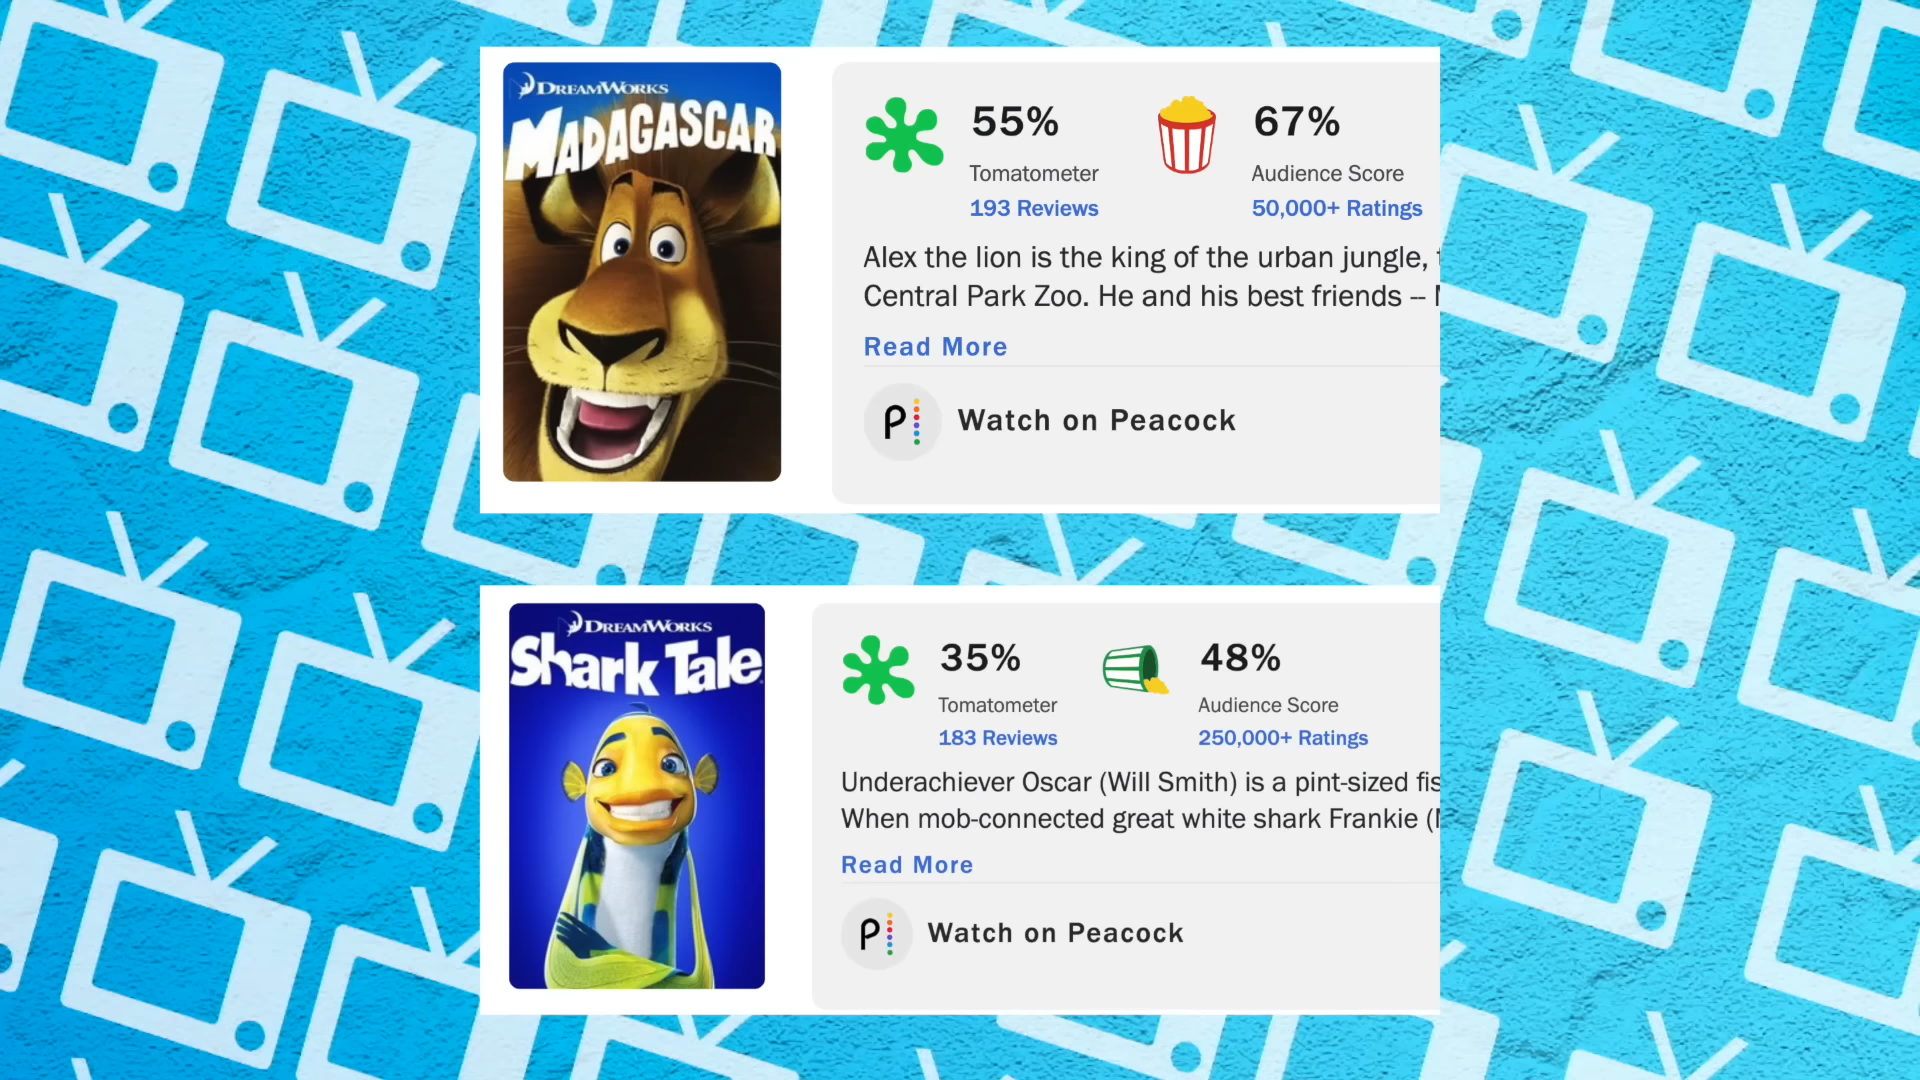 DREAMWORKS
MADAGASCAR
55%
67%
Tomatometer
Audience Score
193 Reviews
50,000+ Ratings
Alex the lion is the king of the urban jungle,
Central Park Zoo. He and his best friends --
Read More
P
Watch on Peacock
DREAMWORKS
Shark Tale
35%
48%
Tomatometer
Audience Score
183 Reviews
250,000+ Ratings
Underachiever Oscar (Will Smith) is a pint-sized fis
When mob-connected great white shark Frankie (
Read More
P
Watch on Peacock